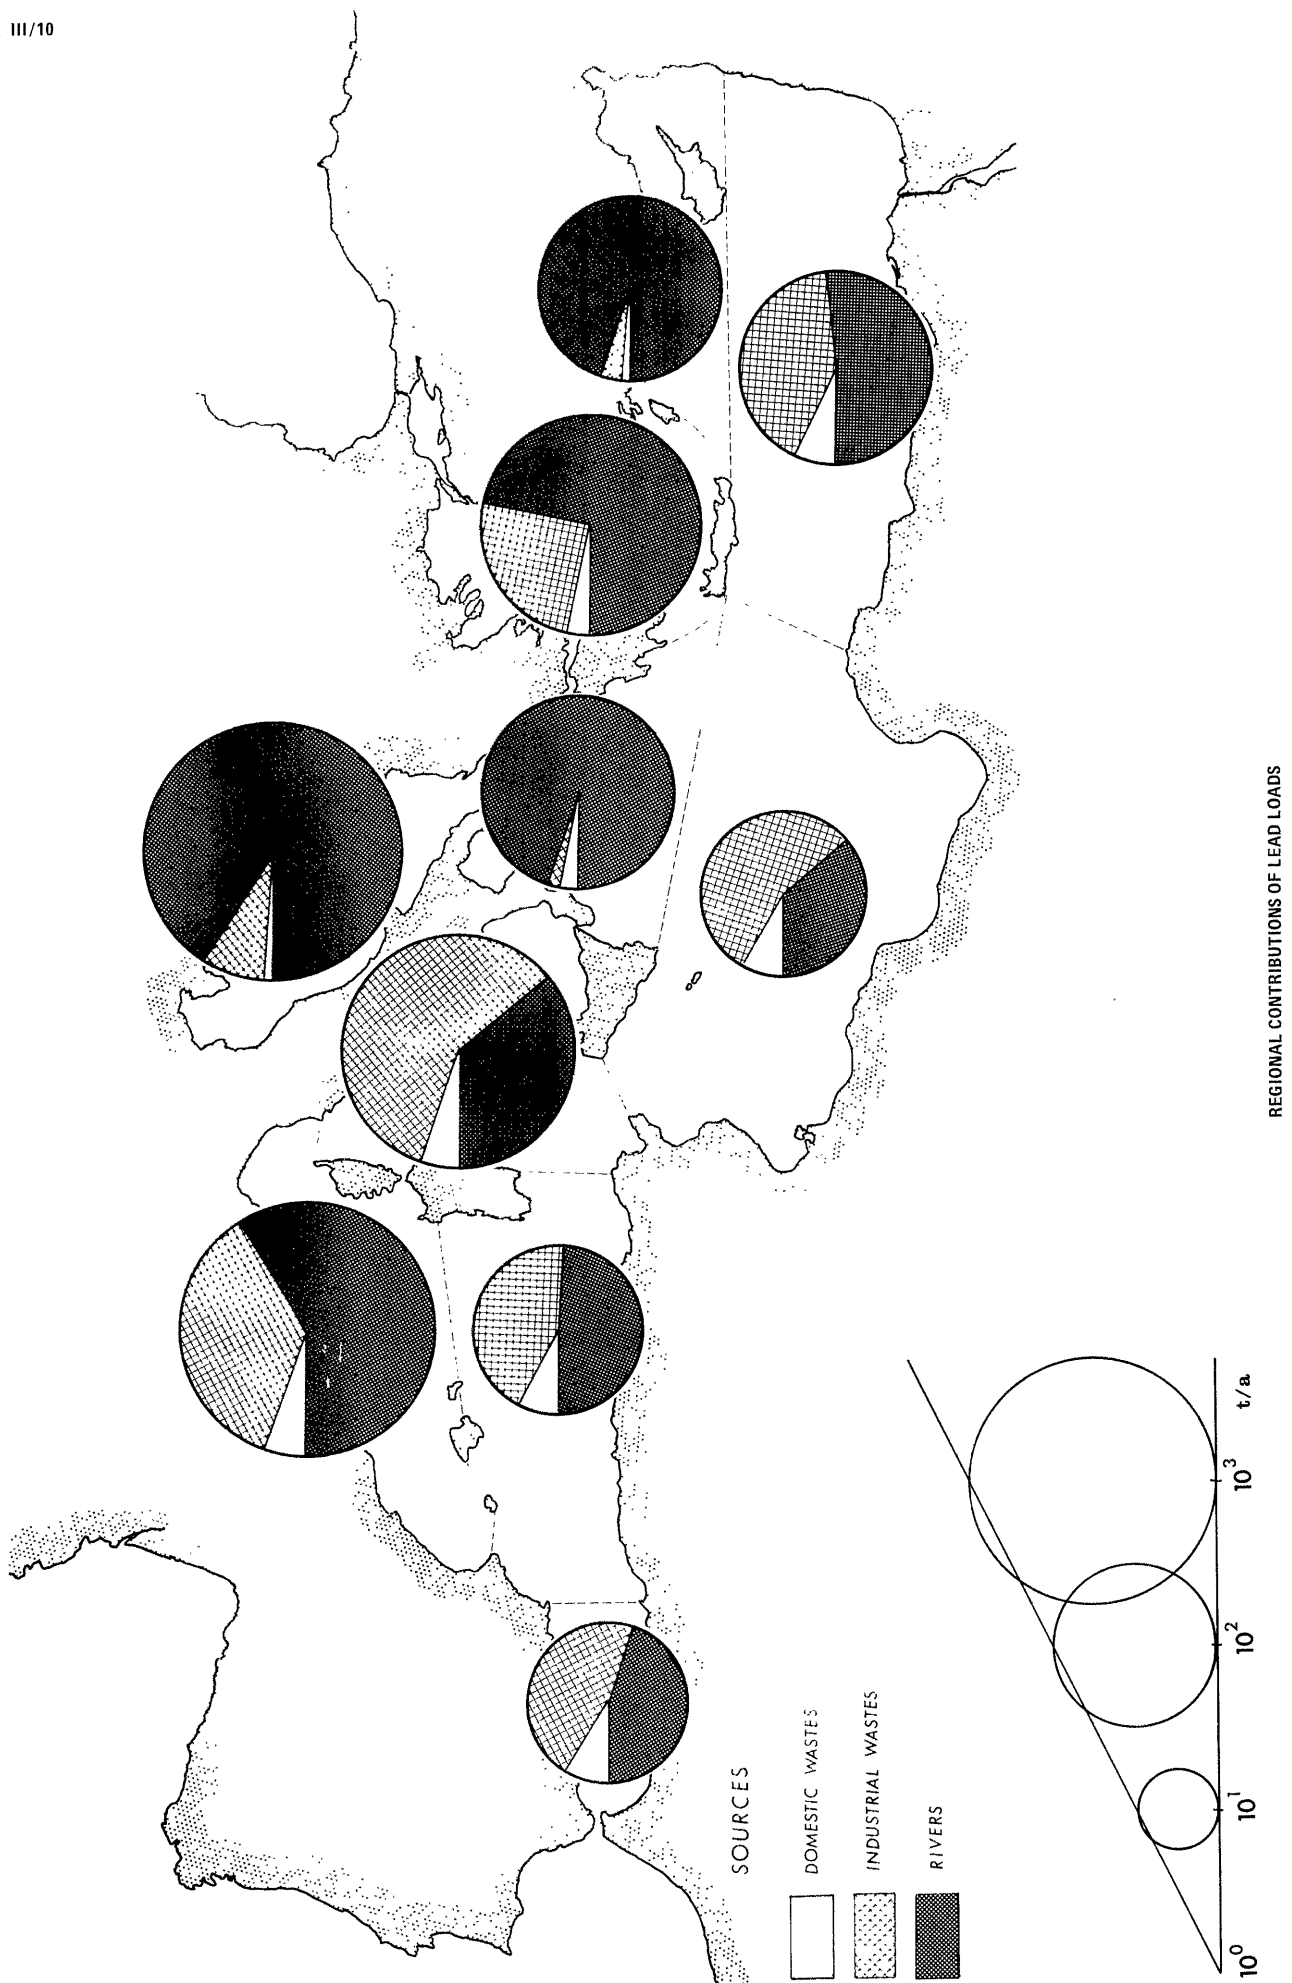 III/10
SOURCES
DOMESTIC WASTES
INDUSTRIAL WASTES
RIVERS
10⁰ 10¹ 10² 10³ t/a
REGIONAL CONTRIBUTIONS OF LEAD LOADS